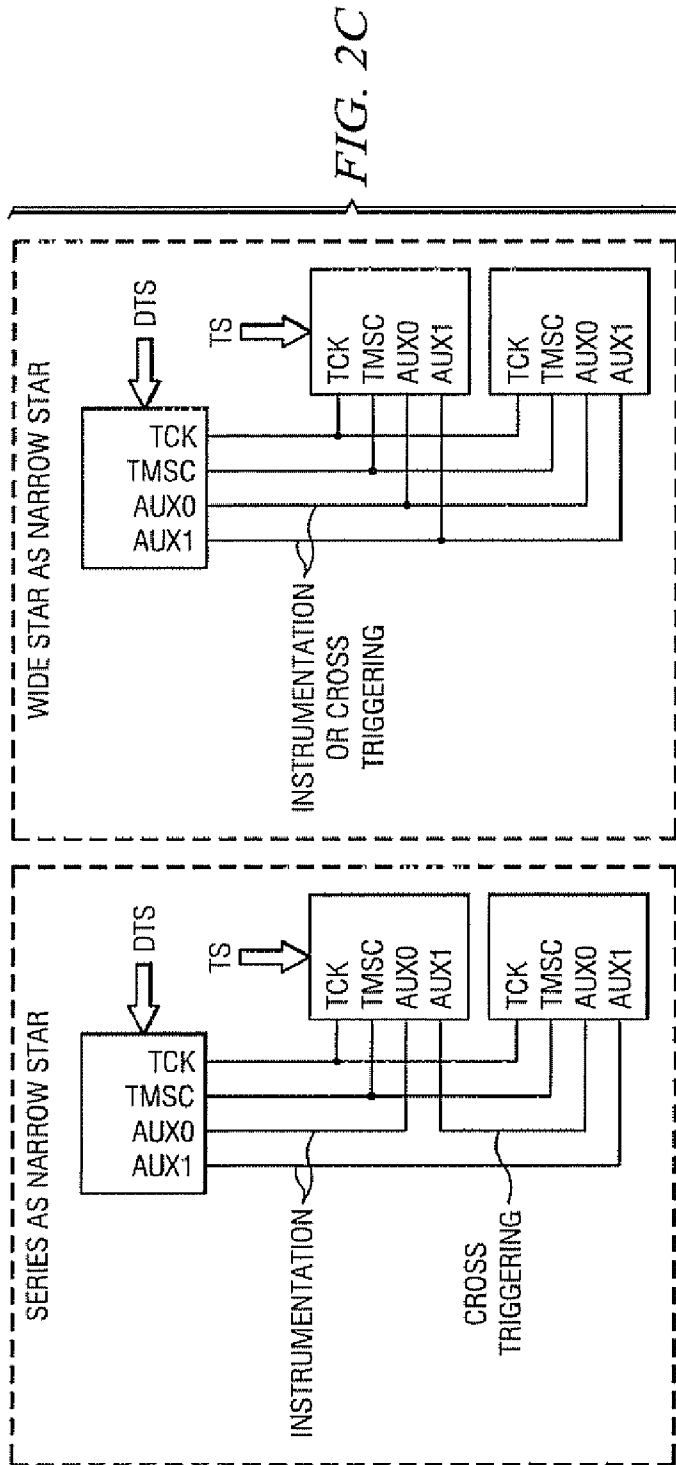 SERIES AS NARROW STAR
DTS
TCK
TMSC
AUX0
AUX1
TS
TCK
TMSC
AUX0
AUX1
INSTRUMENTATION
TCK
TMSC
AUX0
AUX1
CROSS
TRIGGERING
WIDE STAR AS NARROW STAR
DTS
TCK
TMSC
AUX0
AUX1
TS
TCK
TMSC
AUX0
AUX1
INSTRUMENTATION
OR CROSS
TRIGGERING
TCK
TMSC
AUX0
AUX1
FIG. 2C